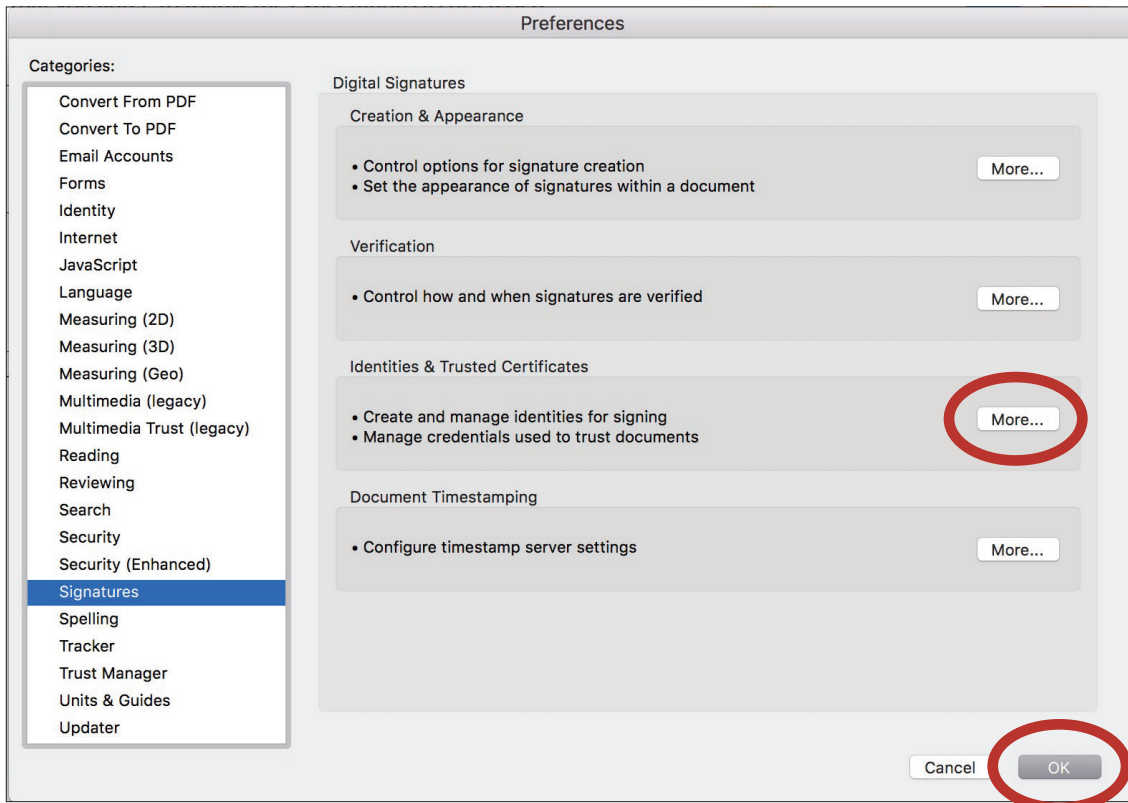 Preferences
Categories:
Convert From PDF
Convert To PDF
Email Accounts
Forms
Identity
Internet
JavaScript
Language
Measuring (2D)
Measuring (3D)
Measuring (Geo)
Multimedia (legacy)
Multimedia Trust (legacy)
Reading
Reviewing
Search
Security
Security (Enhanced)
Signatures
Spelling
Tracker
Trust Manager
Units & Guides
Updater
Digital Signatures
Creation & Appearance
• Control options for signature creation
• Set the appearance of signatures within a document
More...
Verification
• Control how and when signatures are verified
More...
Identities & Trusted Certificates
• Create and manage identities for signing
• Manage credentials used to trust documents
More...
Document Timestamping
• Configure timestamp server settings
More...
Cancel
OK